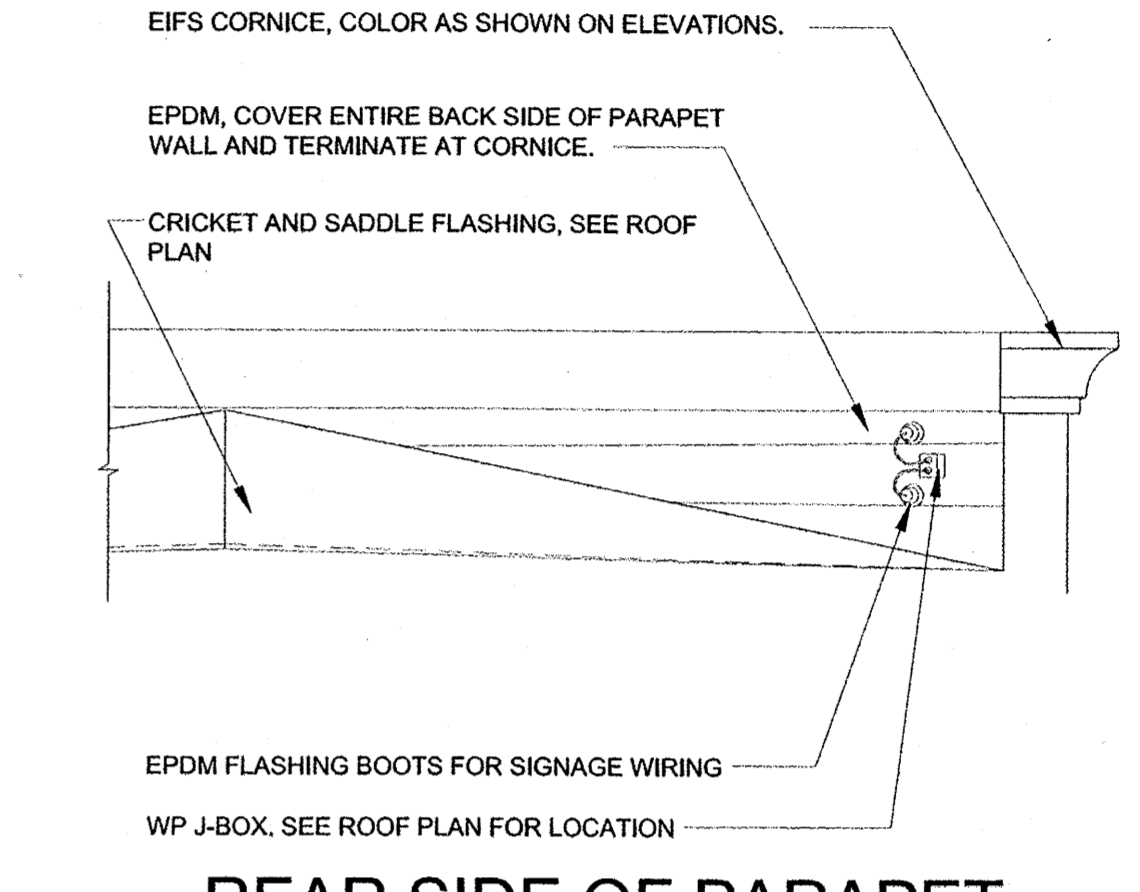 EIFS CORNICE, COLOR AS SHOWN ON ELEVATIONS.
EPDM, COVER ENTIRE BACK SIDE OF PARAPET
WALL AND TERMINATE AT CORNICE.
CRICKET AND SADDLE FLASHING, SEE ROOF
PLAN
EPDM FLASHING BOOTS FOR SIGNAGE WIRING
WP J-BOX, SEE ROOF PLAN FOR LOCATION
REAR SIDE OF PARAPET